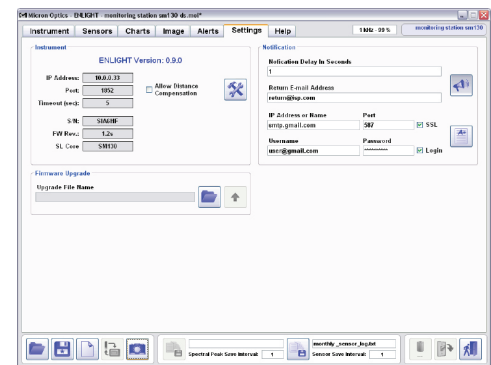 Micron Optics - ENLIGHT - monitoring station sm130 ds.mol*
Instrument Sensors Charts Image Alerts Settings Help 1 kHz - 09 % monitoring station sm130
Instrument
ENLIGHT Version: 0.9.0
IP Address: 10.0.0.33
Port: 1852
Timeout (sec): 5
Allow Distance
Compensation
S/N: SIA6HF
FW Rev.: 1.2s
SL Core SM130
Notification
Notication Delay In Seconds
1
Return E-mail Address
return@isp.com
IP Address or Name Port
smtp.gmail.com 587 SSL
Username Password
user@gmail.com ********** Login
Firmware Upgrade
Upgrade File Name
Spectral Peak Save Interval: 1
monthly_sensor_log.txt
Sensor Save Interval: 1